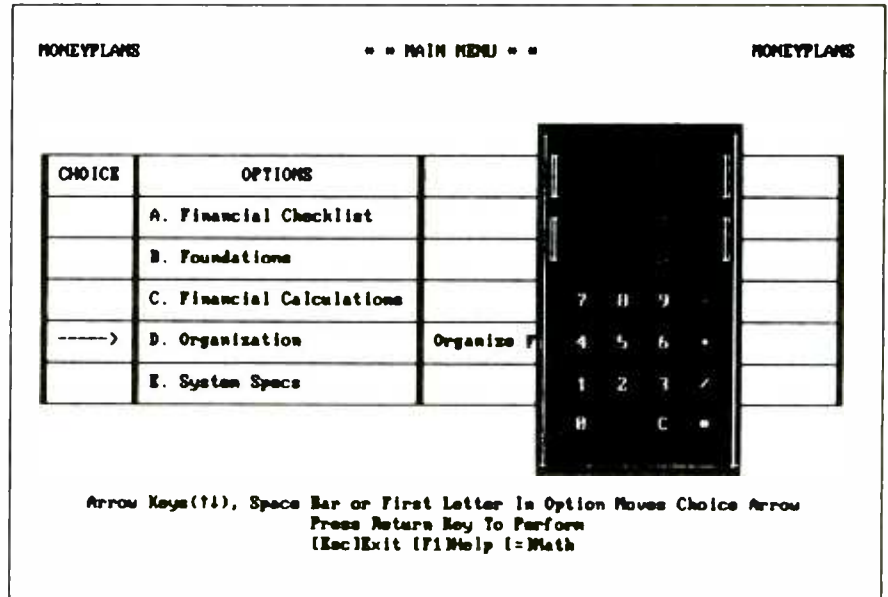 MONEYPLANS * * MAIN MENU * * MONEYPLANS
CHOICE OPTIONS
A. Financial Checklist
B. Foundations
C. Financial Calculations
----->  D. Organization Organize F
E. System Specs
7 8 9 -
4 5 6 +
1 2 3 /
0 C *
Arrow Keys(↑↓), Space Bar or First Letter In Option Moves Choice Arrow
Press Return Key To Perform
[Esc]Exit [F1]Help [=]Math